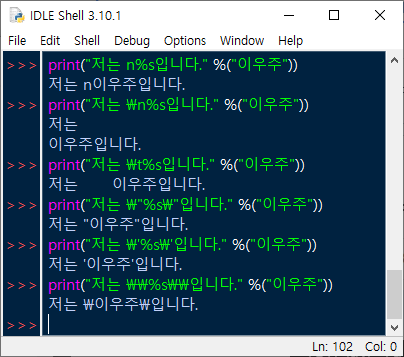 IDLE Shell 3.10.1
File Edit Shell Debug Options Window Help
>>> print("저는 n%s입니다." %("이우주"))
저는 n이우주입니다.
>>> print("저는 ₩n%s입니다." %("이우주"))
저는
이우주입니다.
>>> print("저는 ₩t%s입니다." %("이우주"))
저는 이우주입니다.
>>> print("저는 ₩"%s₩"입니다." %("이우주"))
저는 "이우주"입니다.
>>> print("저는 ₩'%s₩'입니다." %("이우주"))
저는 '이우주'입니다.
>>> print("저는 ₩₩%s₩₩입니다." %("이우주"))
저는 ₩이우주₩입니다.
>>>
Ln: 102 Col: 0